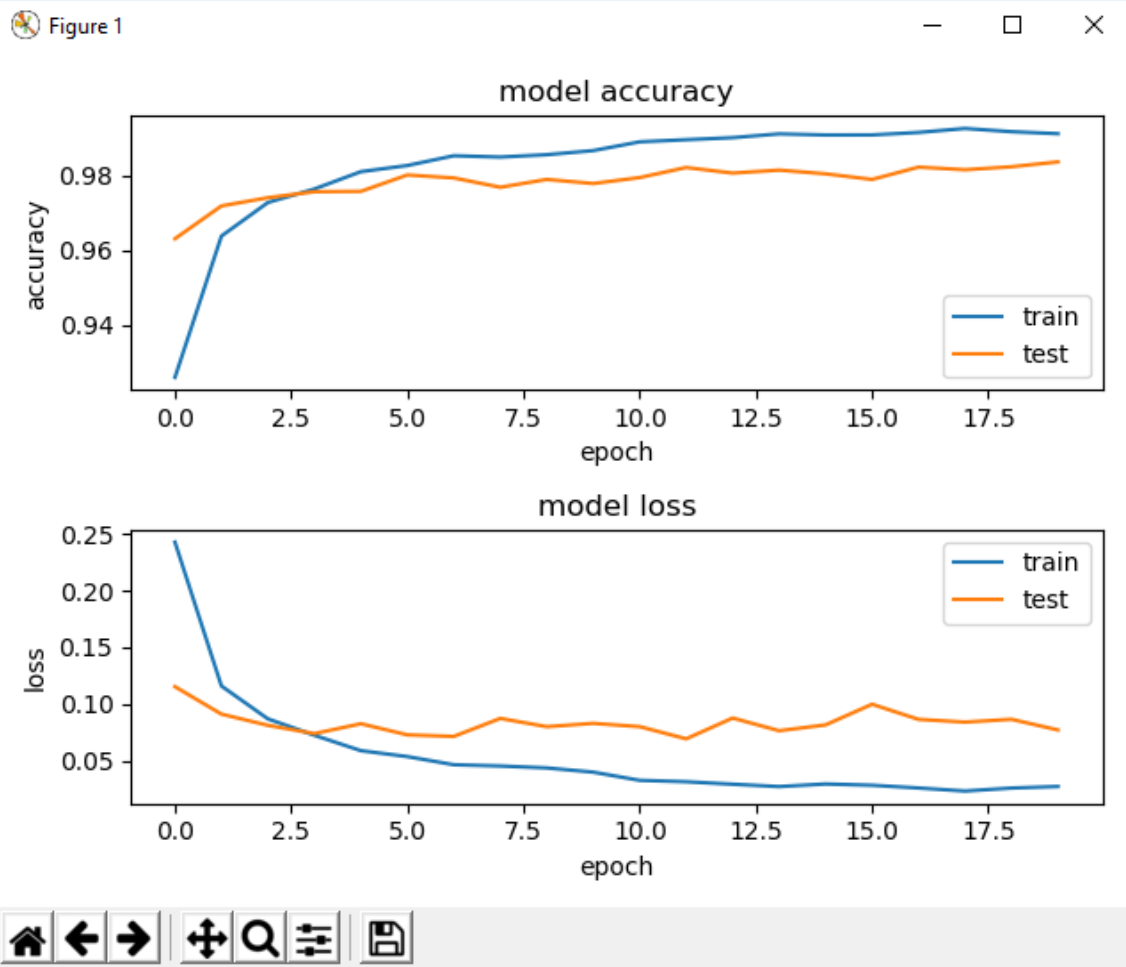 Figure 1
model accuracy
accuracy
0.98
0.96
0.94
train
test
0.0 2.5 5.0 7.5 10.0 12.5 15.0 17.5
epoch
model loss
loss
0.25
0.20
0.15
0.10
0.05
train
test
0.0 2.5 5.0 7.5 10.0 12.5 15.0 17.5
epoch